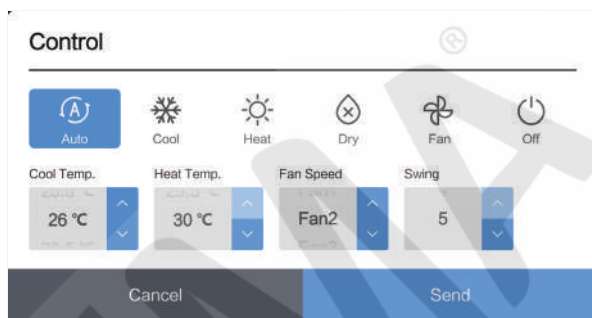 Control
Auto Cool Heat Dry Fan Off
Cool Temp. Heat Temp. Fan Speed Swing
26 ℃ 30 ℃ Fan2 5
Cancel Send